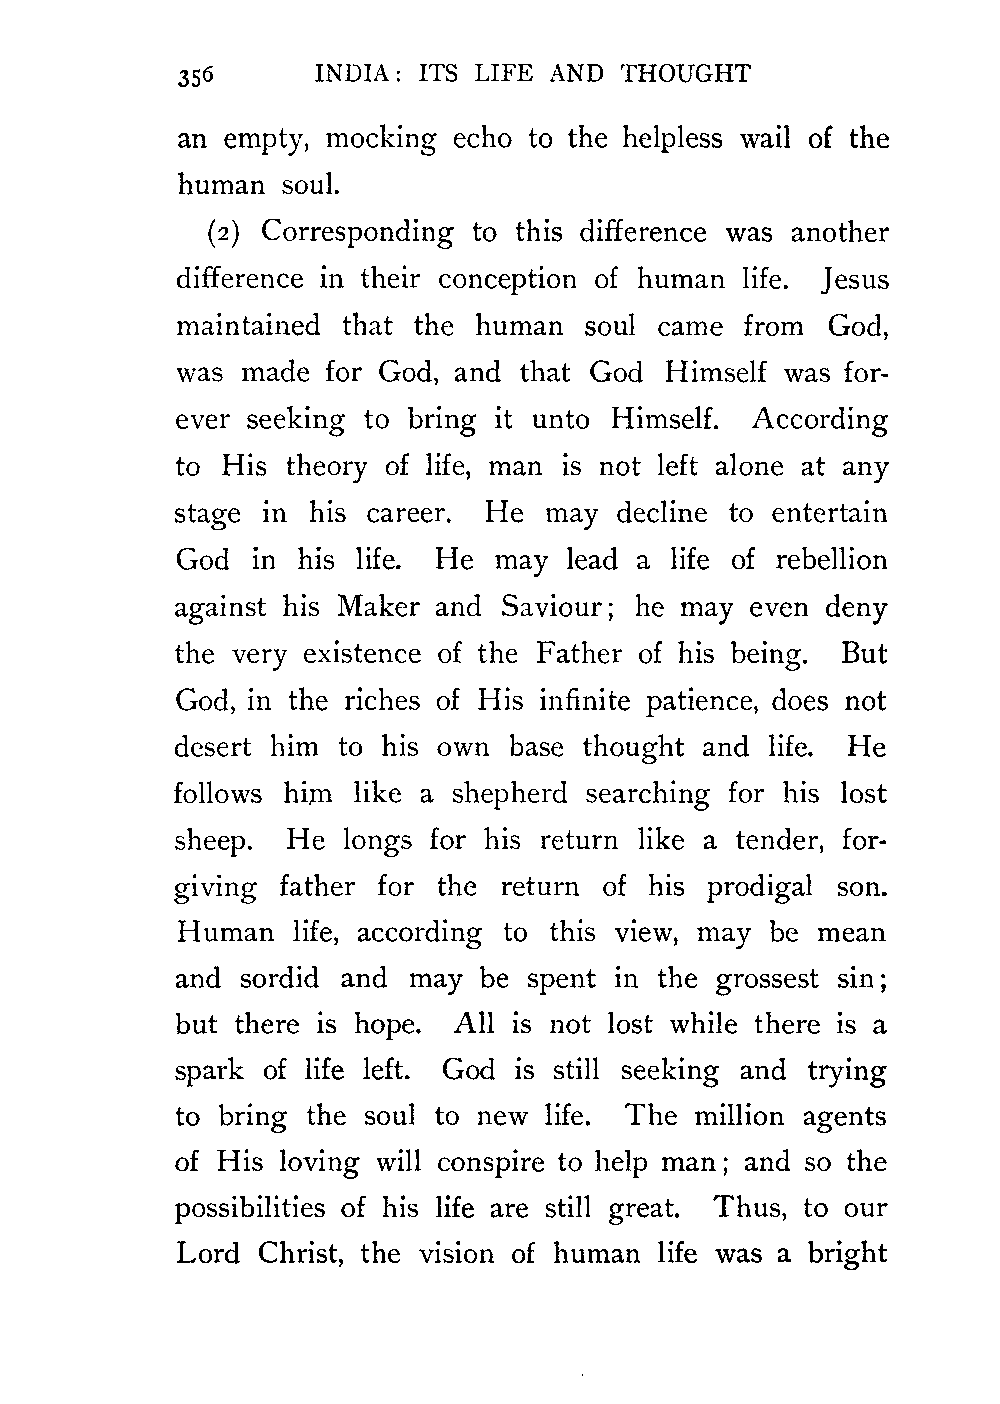 356 INDIA: ITS LIFE AND THOUGHT
an empty, mocking echo to the helpless wail of the
human soul.
(2) Corresponding to this difference was another
difference in their conception of human life. Jesus
maintained that the human soul came from God,
was made for God, and that God Himself was for-
ever seeking to bring it unto Himself. According
to His theory of life, man is not left alone at any
stage in his career. He may decline to entertain
God in his life. He may lead a life of rebellion
against his Maker and Saviour; he may even deny
the very existence of the Father of his being. But
God, in the riches of His infinite patience, does not
desert him to his own base thought and life. He
follows him like a shepherd searching for his lost
sheep. He longs for his return like a tender, for-
giving father for the return of his prodigal son.
Human life, according to this view, may be mean
and sordid and may be spent in the grossest sin;
but there is hope. All is not lost while there is a
spark of life left. God is still seeking and trying
to bring the soul to new life. The million agents
of His loving will conspire to help man; and so the
possibilities of his life are still great. Thus, to our
Lord Christ, the vision of human life was a bright